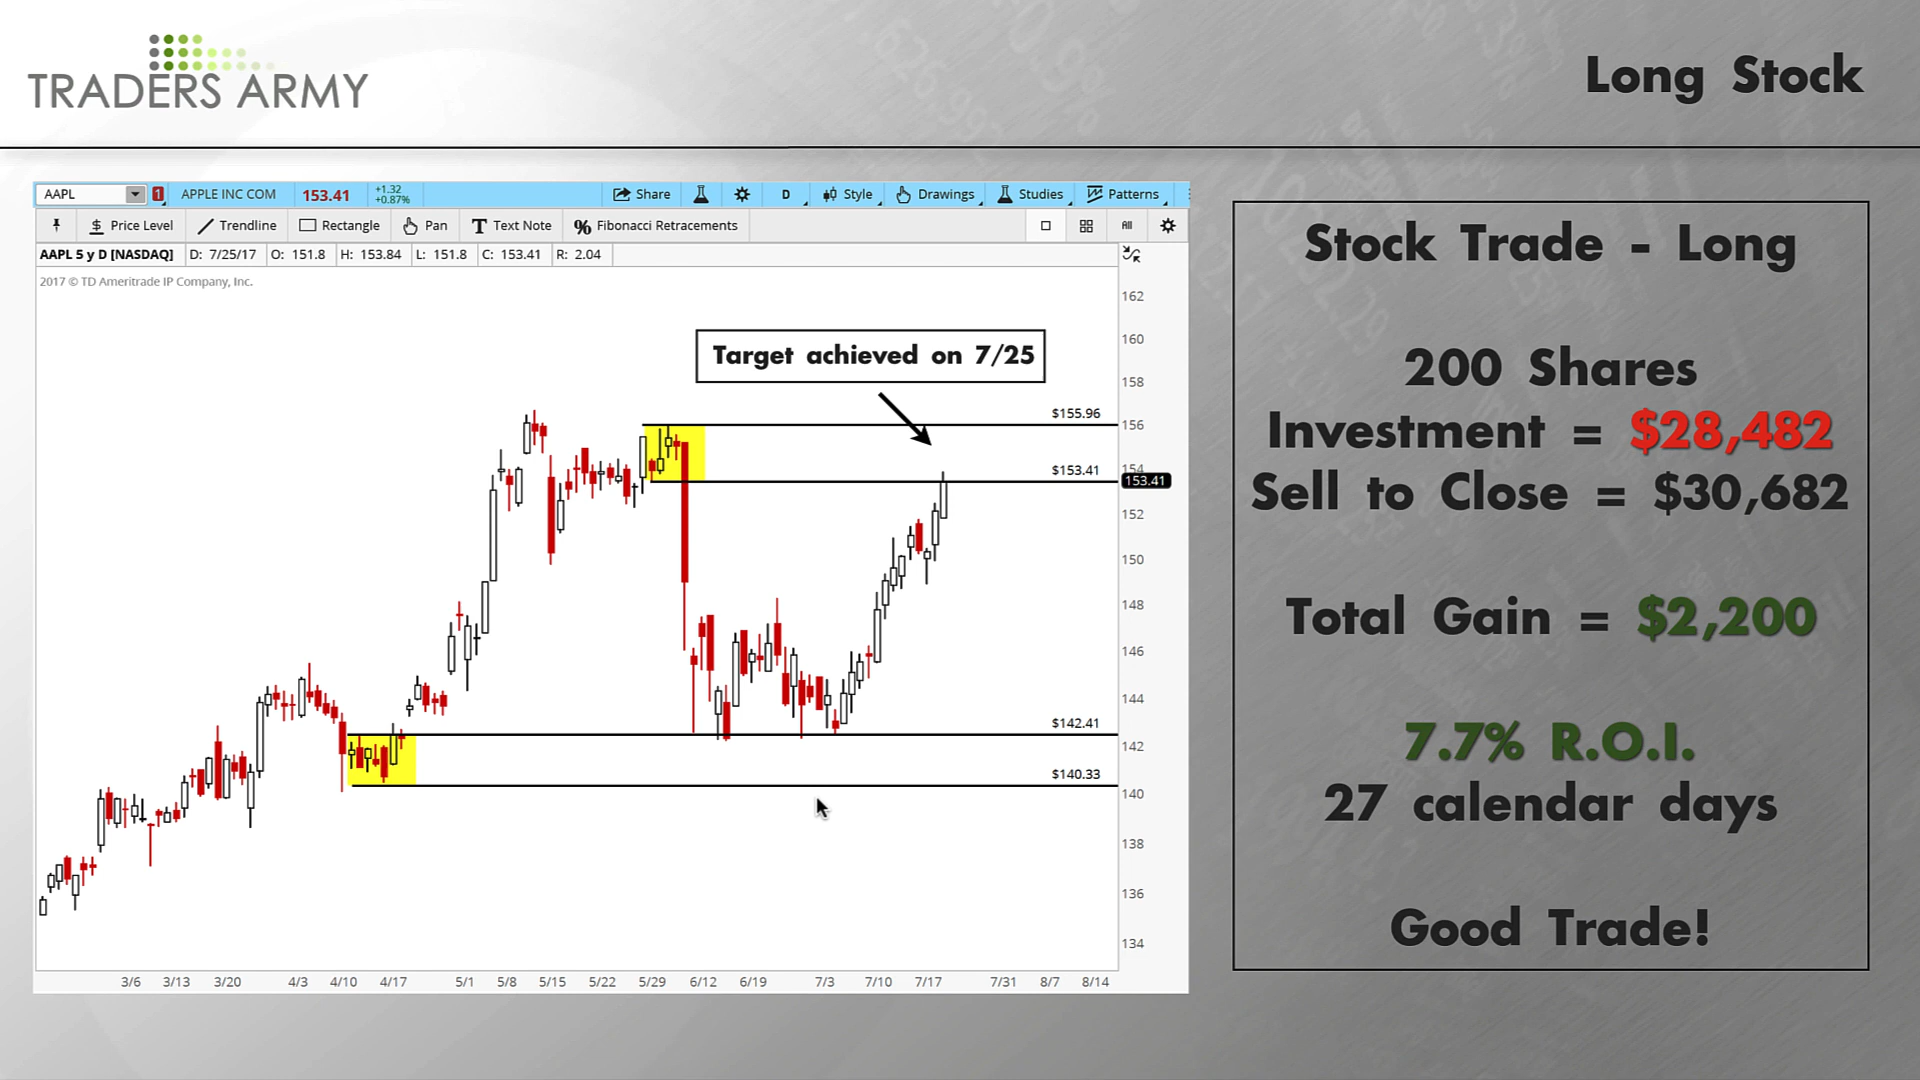 TRADERS ARMY
Long Stock
AAPL 1 APPLE INC COM 153.41 +1.32 +0.87% Share D Style Drawings Studies Patterns
$ Price Level Trendline Rectangle Pan T Text Note % Fibonacci Retracements All
AAPL 5 y D [NASDAQ] D: 7/25/17 O: 151.8 H: 153.84 L: 151.8 C: 153.41 R: 2.04
2017 © TD Ameritrade IP Company, Inc.
Target achieved on 7/25
$155.96
$153.41
$142.41
$140.33
162
160
158
156
154
153.41
152
150
148
146
144
142
140
138
136
134
3/6 3/13 3/20 4/3 4/10 4/17 5/1 5/8 5/15 5/22 5/29 6/12 6/19 7/3 7/10 7/17 7/31 8/7 8/14
Stock Trade - Long
200 Shares
Investment = $28,482
Sell to Close = $30,682
Total Gain = $2,200
7.7% R.O.I.
27 calendar days
Good Trade!